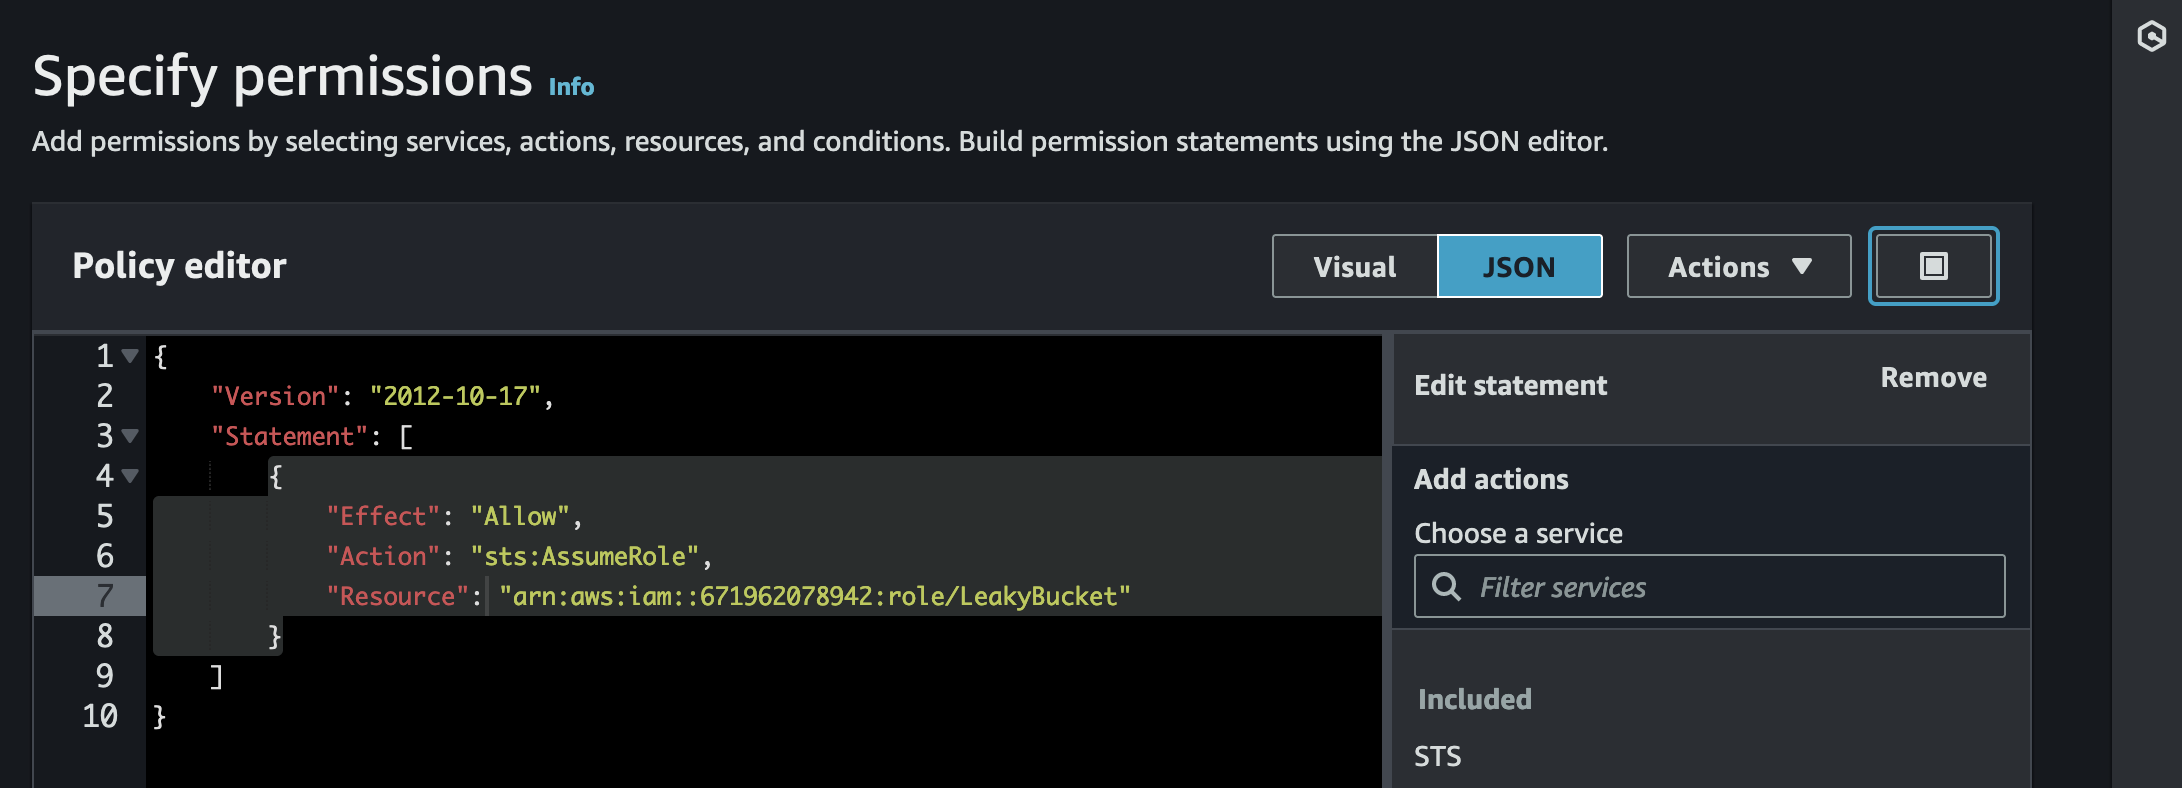 Specify permissions Info
Add permissions by selecting services, actions, resources, and conditions. Build permission statements using the JSON editor.
Policy editor
Visual JSON Actions
1 {
2 "Version": "2012-10-17",
3 "Statement": [
4 {
5 "Effect": "Allow",
6 "Action": "sts:AssumeRole",
7 "Resource": "arn:aws:iam::671962078942:role/LeakyBucket"
8 }
9 ]
10 }
Edit statement Remove
Add actions
Choose a service
Filter services
Included
STS